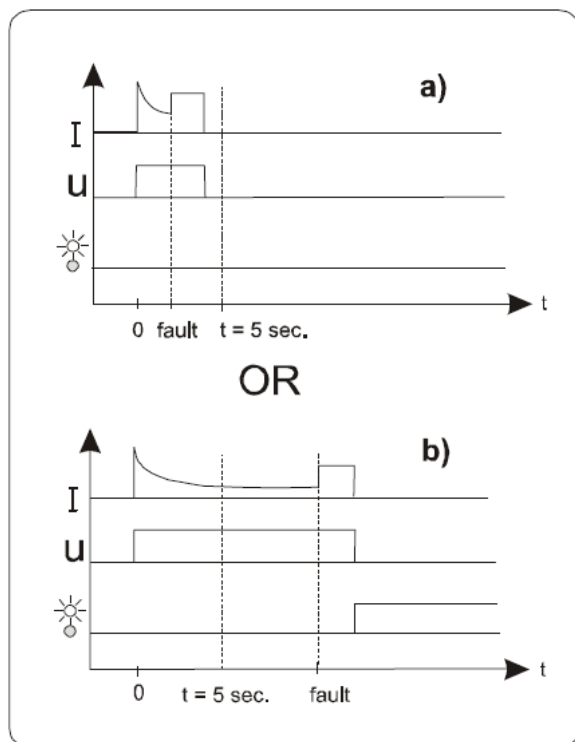 a)
I
u
t
0 fault t = 5 sec.
OR
b)
I
u
t
0 t = 5 sec. fault